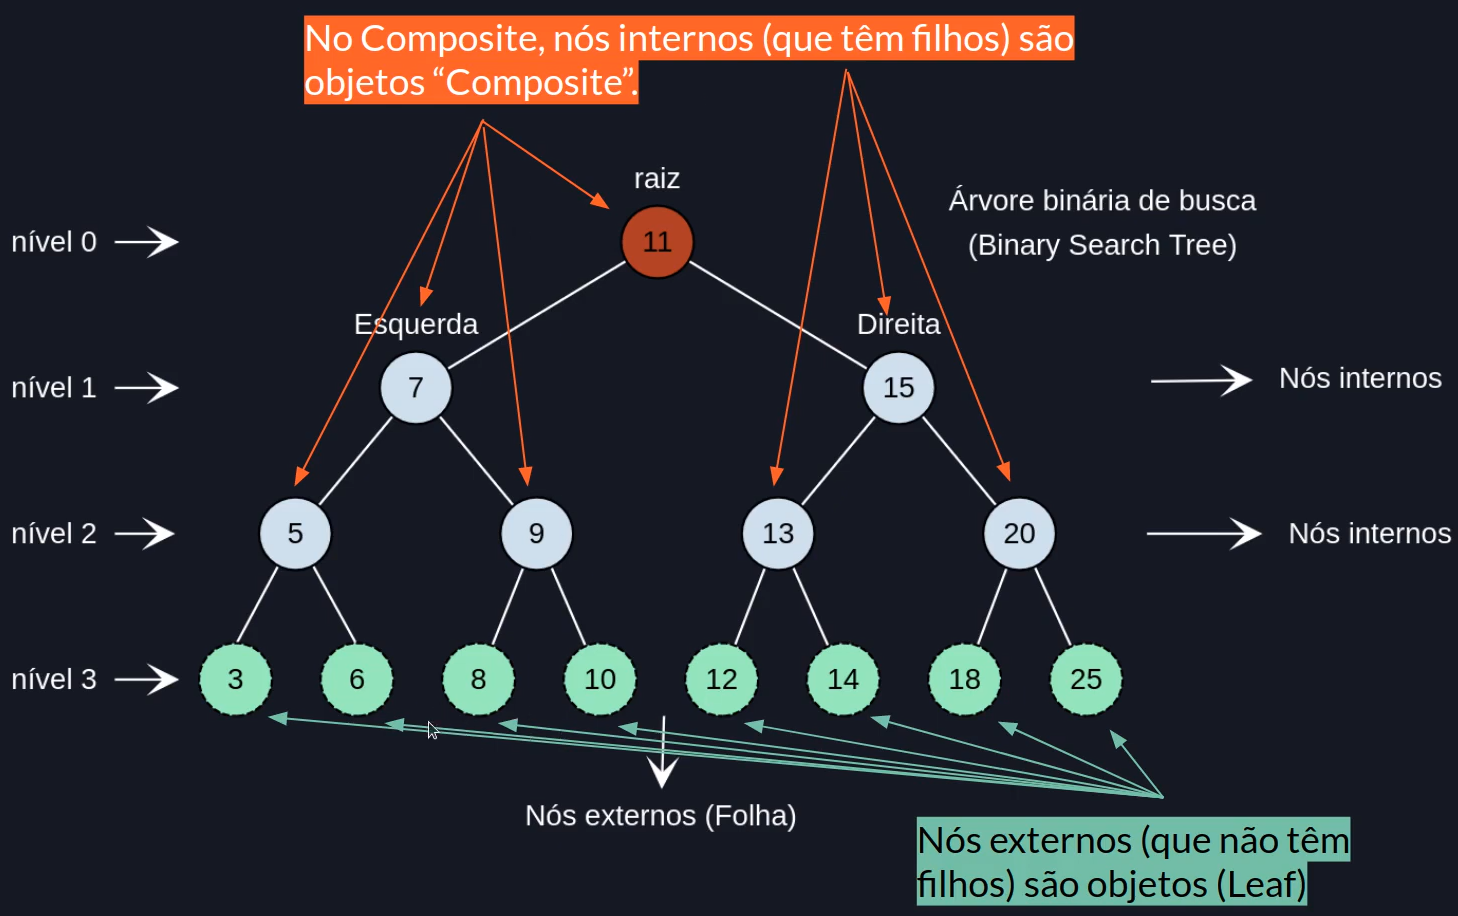 No Composite, nós internos (que têm filhos) são
objetos “Composite”.
raiz
Árvore binária de busca
(Binary Search Tree)
nível 0
11
Esquerda
Direita
nível 1
7
15
Nós internos
nível 2
5
9
13
20
Nós internos
nível 3
3
6
8
10
12
14
18
25
Nós externos (Folha)
Nós externos (que não têm
filhos) são objetos (Leaf)